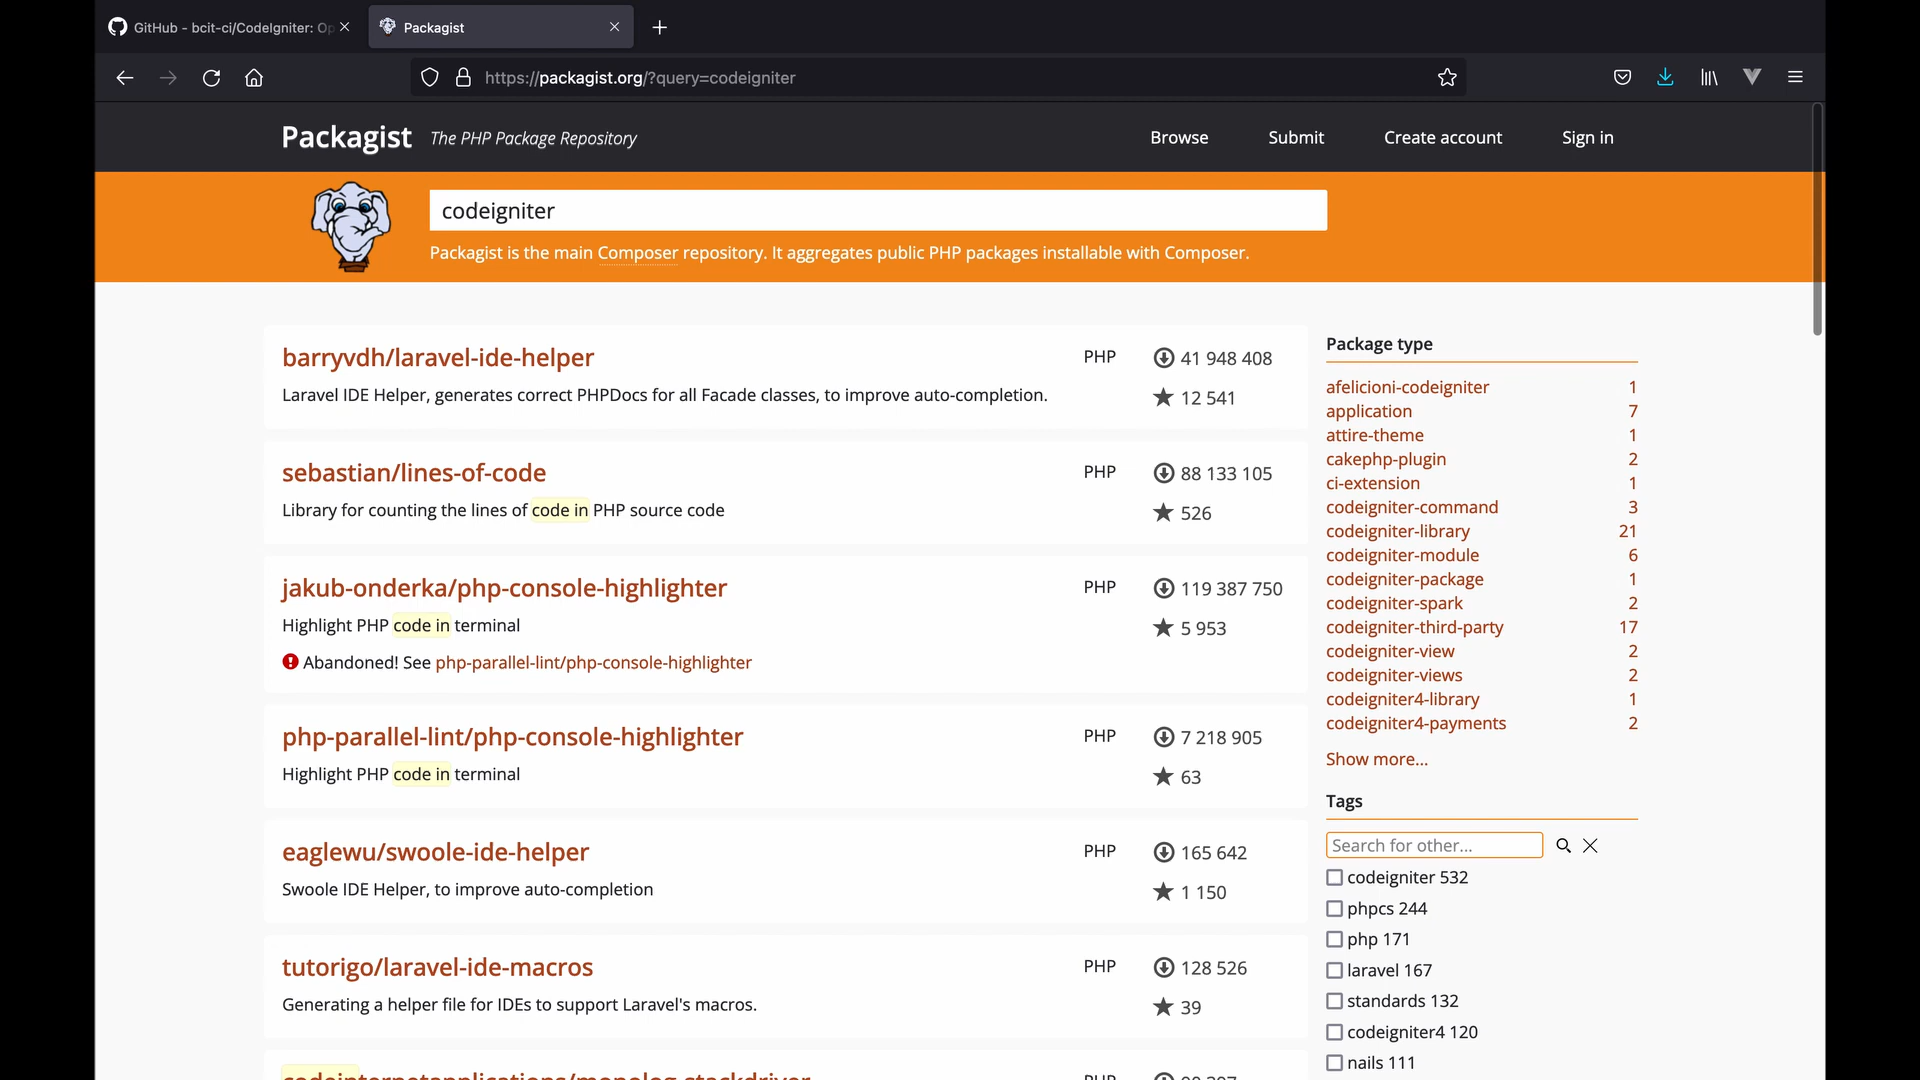 GitHub - bcit-ci/CodeIgniter: Op
Packagist
https://packagist.org/?query=codeigniter
Packagist
The PHP Package Repository
Browse
Submit
Create account
Sign in
codeigniter
Packagist is the main Composer repository. It aggregates public PHP packages installable with Composer.
barryvdh/laravel-ide-helper
PHP
41 948 408
Laravel IDE Helper, generates correct PHPDocs for all Facade classes, to improve auto-completion.
12 541
sebastian/lines-of-code
PHP
88 133 105
Library for counting the lines of code in PHP source code
526
jakub-onderka/php-console-highlighter
PHP
119 387 750
Highlight PHP code in terminal
5 953
Abandoned! See php-parallel-lint/php-console-highlighter
php-parallel-lint/php-console-highlighter
PHP
7 218 905
Highlight PHP code in terminal
63
eaglewu/swoole-ide-helper
PHP
165 642
Swoole IDE Helper, to improve auto-completion
1 150
tutorigo/laravel-ide-macros
PHP
128 526
Generating a helper file for IDEs to support Laravel's macros.
39
codeinternetapplications/monolog-stackdriver
PHP
Package type
afelicioni-codeigniter 1
application 7
attire-theme 1
cakephp-plugin 2
ci-extension 1
codeigniter-command 3
codeigniter-library 21
codeigniter-module 6
codeigniter-package 1
codeigniter-spark 2
codeigniter-third-party 17
codeigniter-view 2
codeigniter-views 2
codeigniter4-library 1
codeigniter4-payments 2
Show more...
Tags
Search for other...
codeigniter 532
phpcs 244
php 171
laravel 167
standards 132
codeigniter4 120
nails 111